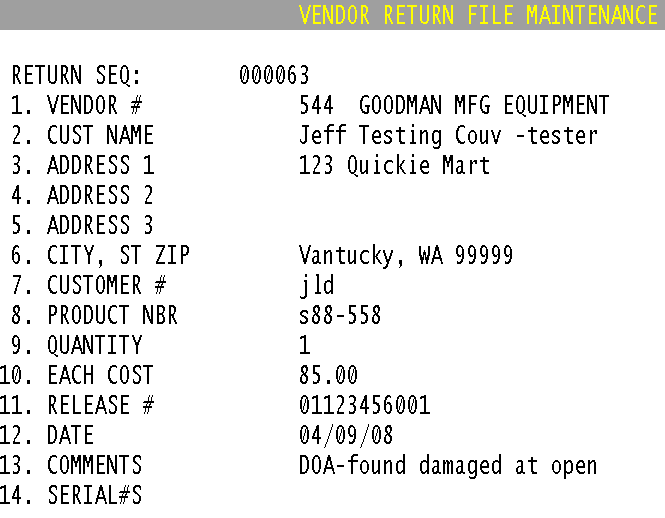 VENDOR RETURN FILE MAINTENANCE
RETURN SEQ: 000063
1. VENDOR # 544 GOODMAN MFG EQUIPMENT
2. CUST NAME Jeff Testing Couv -tester
3. ADDRESS 1 123 Quickie Mart
4. ADDRESS 2
5. ADDRESS 3
6. CITY, ST ZIP Vantucky, WA 99999
7. CUSTOMER # jld
8. PRODUCT NBR s88-558
9. QUANTITY 1
10. EACH COST 85.00
11. RELEASE # 01123456001
12. DATE 04/09/08
13. COMMENTS DOA-found damaged at open
14. SERIAL#S